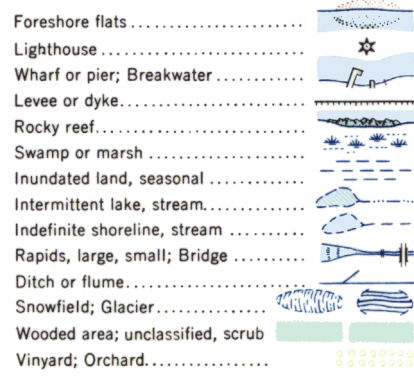 Foreshore flats.........................
Lighthouse..............................
Wharf or pier; Breakwater............
Levee or dyke..........................
Rocky reef..............................
Swamp or marsh......................
Inundated land, seasonal............
Intermittent lake, stream.............
Indefinite shoreline, stream..........
Rapids, large, small; Bridge..........
Ditch or flume..........................
Snowfield; Glacier...............
Wooded area; unclassified, scrub
Vinyard; Orchard.................